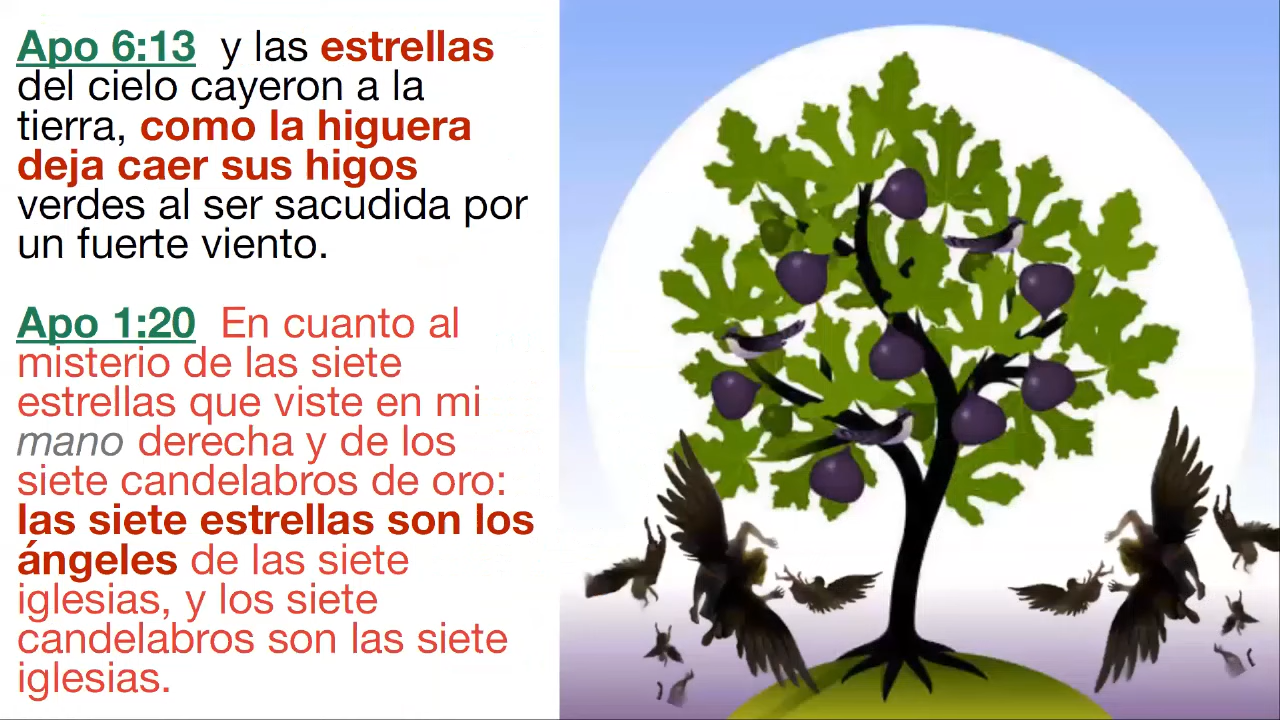 Apo 6:13 y las estrellas
del cielo cayeron a la
tierra, como la higuera
deja caer sus higos
verdes al ser sacudida por
un fuerte viento.
Apo 1:20 En cuanto al
misterio de las siete
estrellas que viste en mi
mano derecha y de los
siete candelabros de oro:
las siete estrellas son los
ángeles de las siete
iglesias, y los siete
candelabros son las siete
iglesias.